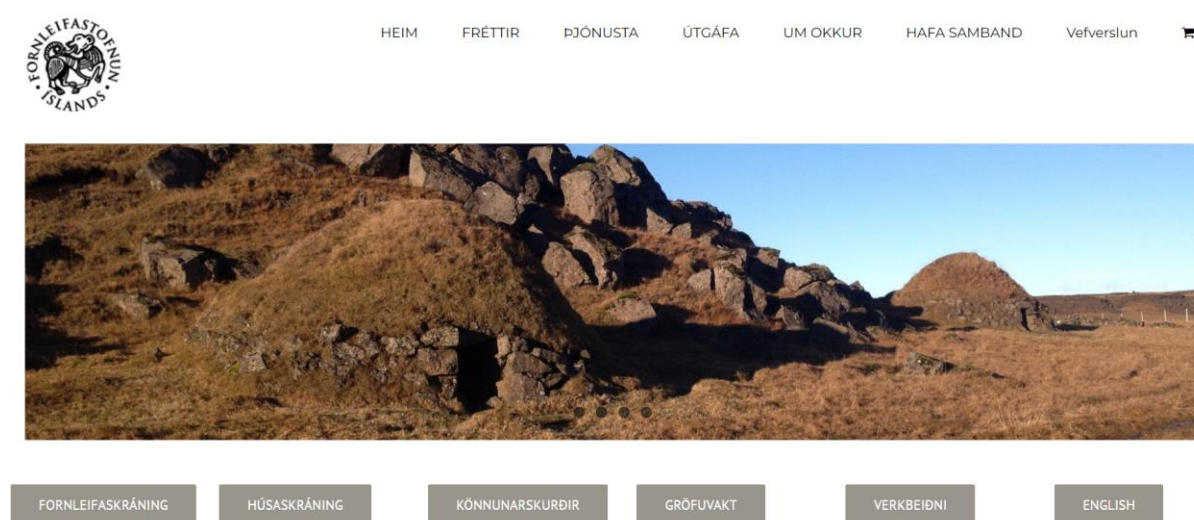 FORNLEIFASTOFNUN
· ÍSLANDS ·
HEIM FRÉTTIR ÞJÓNUSTA ÚTGÁFA UM OKKUR HAFA SAMBAND Vefverslun
FORNLEIFASKRÁNING HÚSASKRÁNING KÖNNUNARSKURÐIR GRÖFUVAKT VERKBEIÐNI ENGLISH